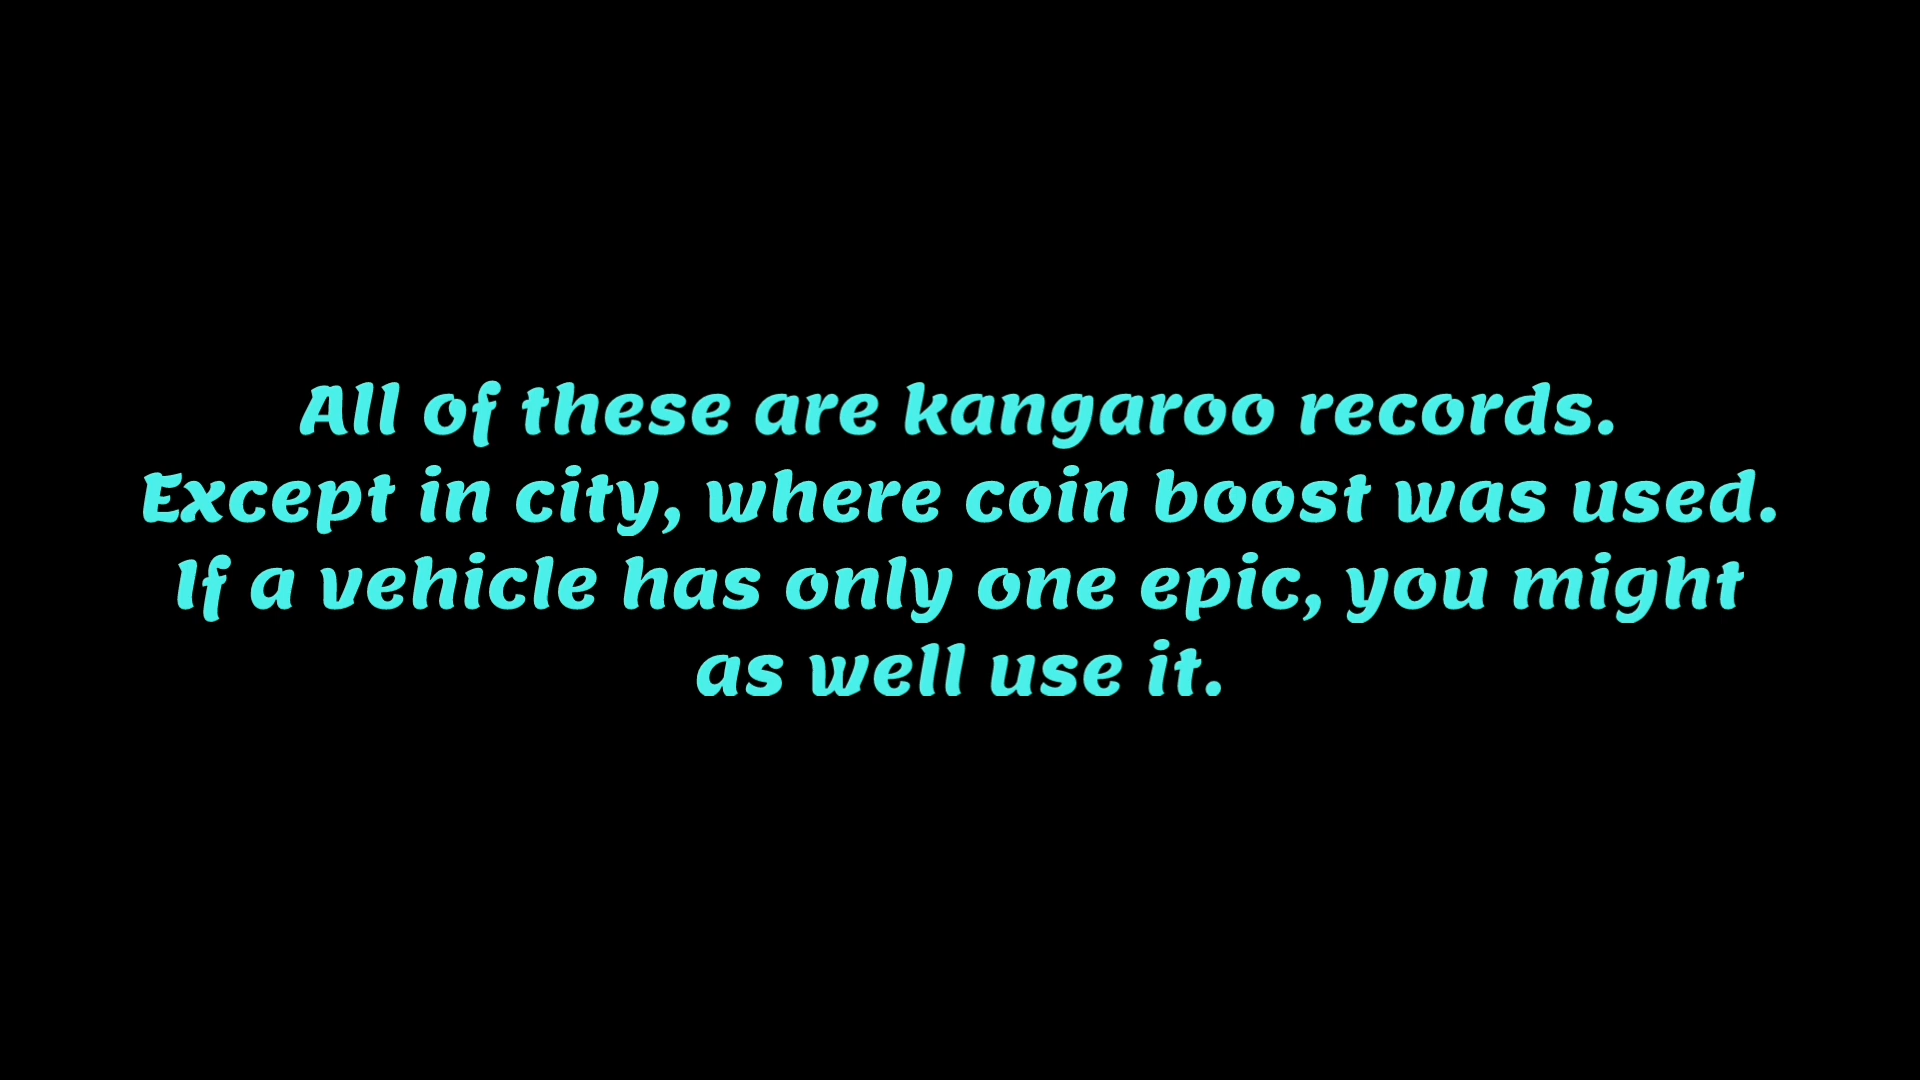 All of these are kangaroo records.
Except in city, where coin boost was used.
If a vehicle has only one epic, you might
as well use it.